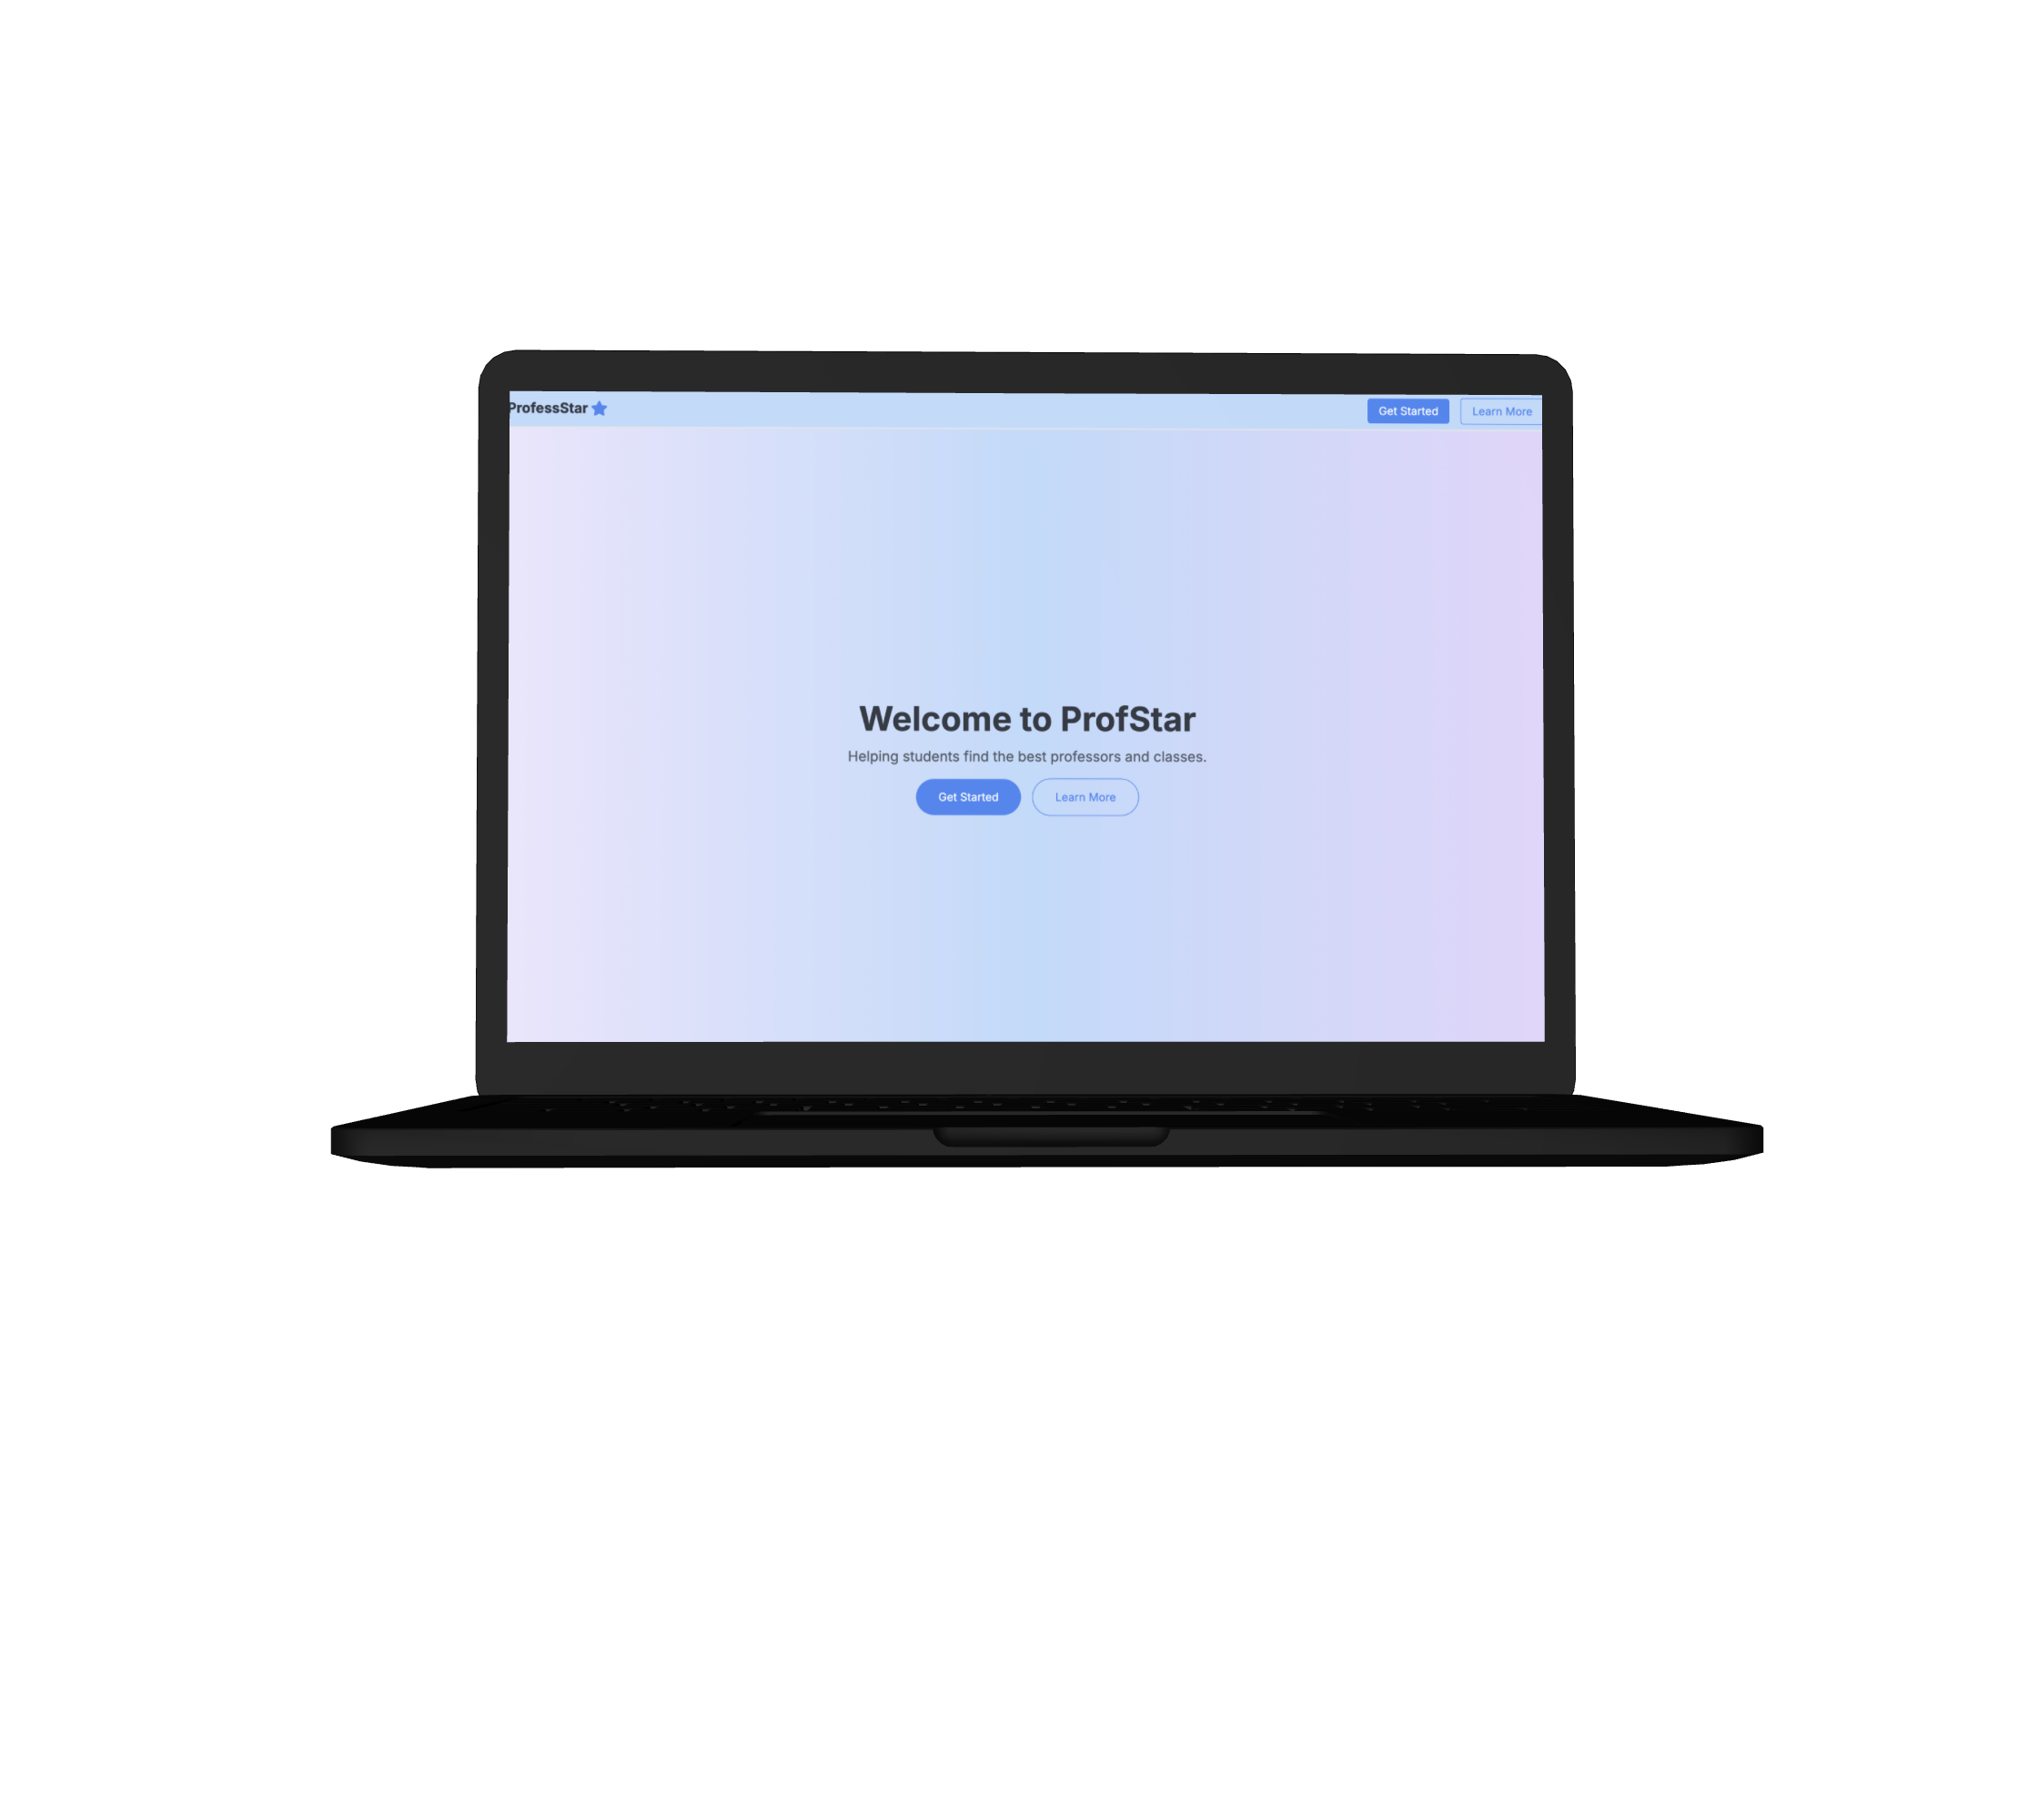 ProfessStar
Get Started
Learn More
Welcome to ProfStar
Helping students find the best professors and classes.
Get Started
Learn More